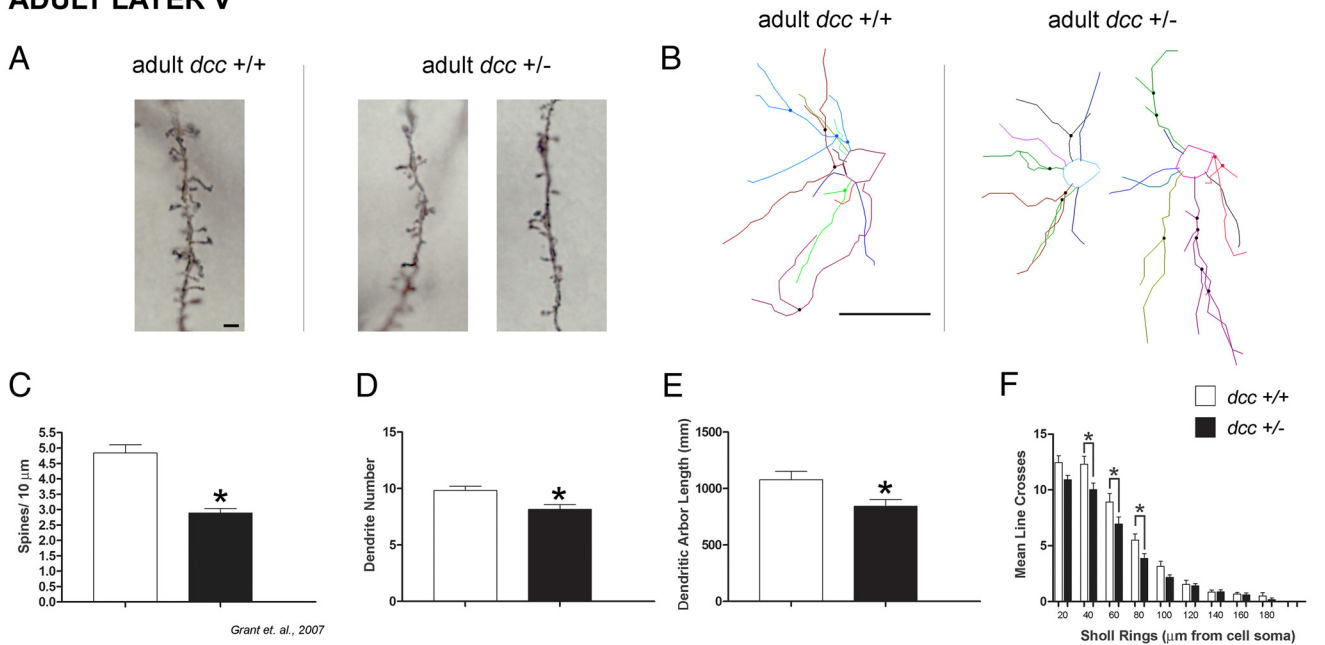 ADULT LAYER V
A
adult dcc +/+
adult dcc +/-
B
adult dcc +/+
adult dcc +/-
C
Spines/ 10 µm
5.5
5.0
4.5
4.0
3.5
3.0
2.5
2.0
1.5
1.0
0.5
0.0
*
Grant et. al., 2007
D
Dendrite Number
15
10
5
0
*
E
Dendritic Arbor Length (mm)
1500
1000
500
0
*
F
dcc +/+
dcc +/-
Mean Line Crosses
15
10
5
0
*
*
*
20 40 60 80 100 120 140 160 180
Sholl Rings (µm from cell soma)